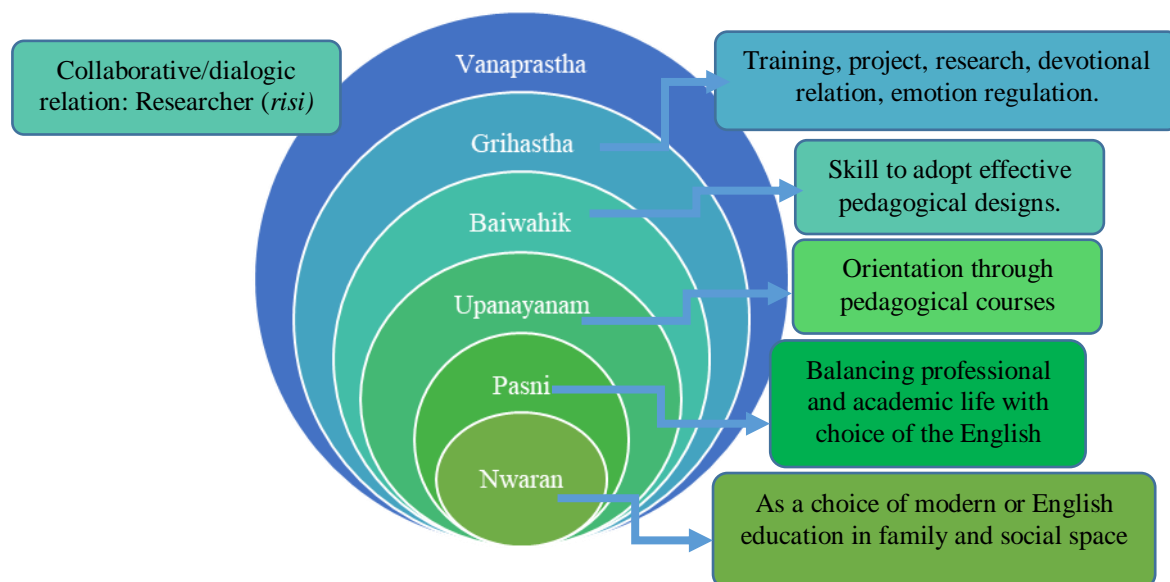 Collaborative/dialogic
relation: Researcher (risi)
Vanaprastha
Training, project, research, devotional
relation, emotion regulation.
Grihastha
Skill to adopt effective
pedagogical designs.
Baiwahik
Orientation through
pedagogical courses
Upanayanam
Balancing professional
and academic life with
choice of the English
Pasni
As a choice of modern or English
education in family and social space
Nwaran